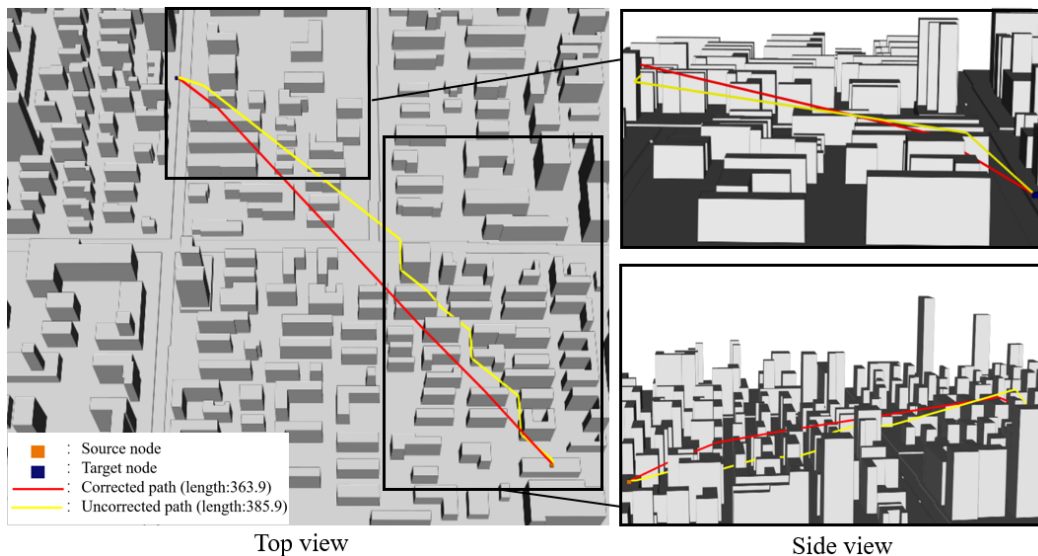 : Source node
: Target node
: Corrected path (length:363.9)
: Uncorrected path (length:385.9)
Top view
Side view